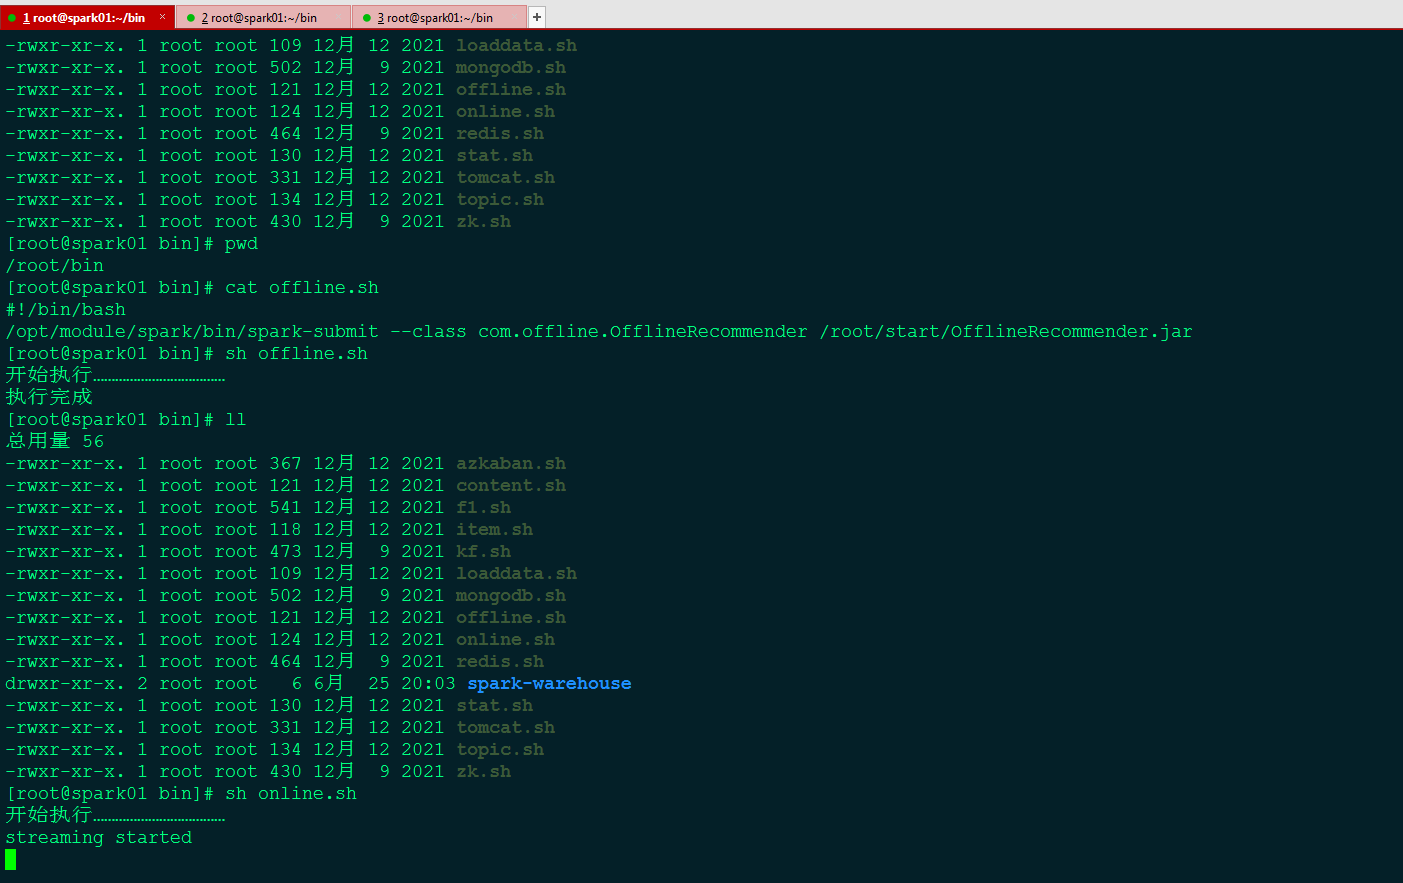 1 root@spark01:~/bin × 2 root@spark01:~/bin × 3 root@spark01:~/bin × +
-rwxr-xr-x. 1 root root 109 12月 12 2021 loaddata.sh
-rwxr-xr-x. 1 root root 502 12月  9 2021 mongodb.sh
-rwxr-xr-x. 1 root root 121 12月 12 2021 offline.sh
-rwxr-xr-x. 1 root root 124 12月 12 2021 online.sh
-rwxr-xr-x. 1 root root 464 12月  9 2021 redis.sh
-rwxr-xr-x. 1 root root 130 12月 12 2021 stat.sh
-rwxr-xr-x. 1 root root 331 12月 12 2021 tomcat.sh
-rwxr-xr-x. 1 root root 134 12月 12 2021 topic.sh
-rwxr-xr-x. 1 root root 430 12月  9 2021 zk.sh
[root@spark01 bin]# pwd
/root/bin
[root@spark01 bin]# cat offline.sh
#!/bin/bash
/opt/module/spark/bin/spark-submit --class com.offline.OfflineRecommender /root/start/OfflineRecommender.jar
[root@spark01 bin]# sh offline.sh
开始执行………………………………
执行完成
[root@spark01 bin]# ll
总用量 56
-rwxr-xr-x. 1 root root 367 12月 12 2021 azkaban.sh
-rwxr-xr-x. 1 root root 121 12月 12 2021 content.sh
-rwxr-xr-x. 1 root root 541 12月 12 2021 f1.sh
-rwxr-xr-x. 1 root root 118 12月 12 2021 item.sh
-rwxr-xr-x. 1 root root 473 12月  9 2021 kf.sh
-rwxr-xr-x. 1 root root 109 12月 12 2021 loaddata.sh
-rwxr-xr-x. 1 root root 502 12月  9 2021 mongodb.sh
-rwxr-xr-x. 1 root root 121 12月 12 2021 offline.sh
-rwxr-xr-x. 1 root root 124 12月 12 2021 online.sh
-rwxr-xr-x. 1 root root 464 12月  9 2021 redis.sh
drwxr-xr-x. 2 root root   6 6月  25 20:03 spark-warehouse
-rwxr-xr-x. 1 root root 130 12月 12 2021 stat.sh
-rwxr-xr-x. 1 root root 331 12月 12 2021 tomcat.sh
-rwxr-xr-x. 1 root root 134 12月 12 2021 topic.sh
-rwxr-xr-x. 1 root root 430 12月  9 2021 zk.sh
[root@spark01 bin]# sh online.sh
开始执行………………………………
streaming started